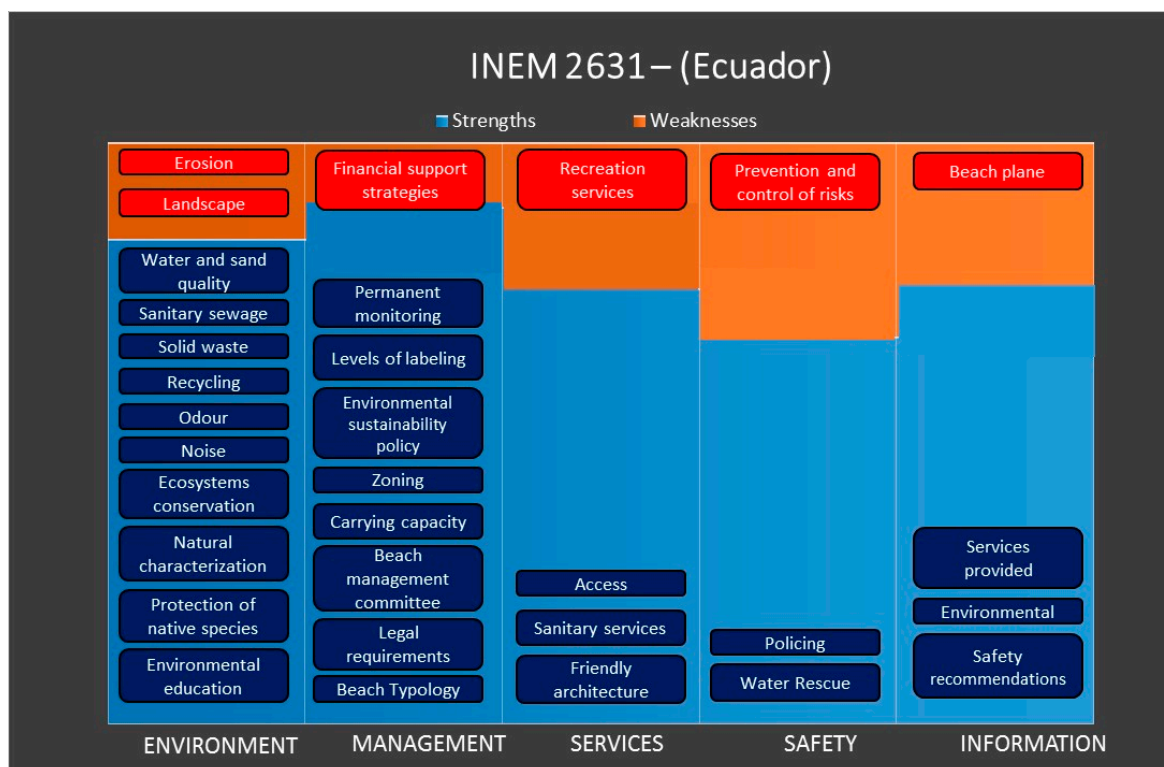 INEM 2631 – (Ecuador)
Strengths
Weaknesses
Erosion
Landscape
Water and sand
quality
Sanitary sewage
Solid waste
Recycling
Odour
Noise
Ecosystems
conservation
Natural
characterization
Protection of
native species
Environmental
education
ENVIRONMENT
Financial support
strategies
Permanent
monitoring
Levels of labeling
Environmental
sustainability
policy
Zoning
Carrying capacity
Beach
management
committee
Legal
requirements
Beach Typology
MANAGEMENT
Recreation
services
Access
Sanitary services
Friendly
architecture
SERVICES
Prevention and
control of risks
Policing
Water Rescue
SAFETY
Beach plane
Services
provided
Environmental
Safety
recommendations
INFORMATION